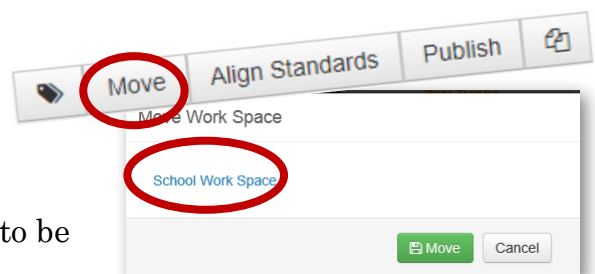 Move Align Standards Publish
Move Work Space
School Work Space
to be
Move Cancel